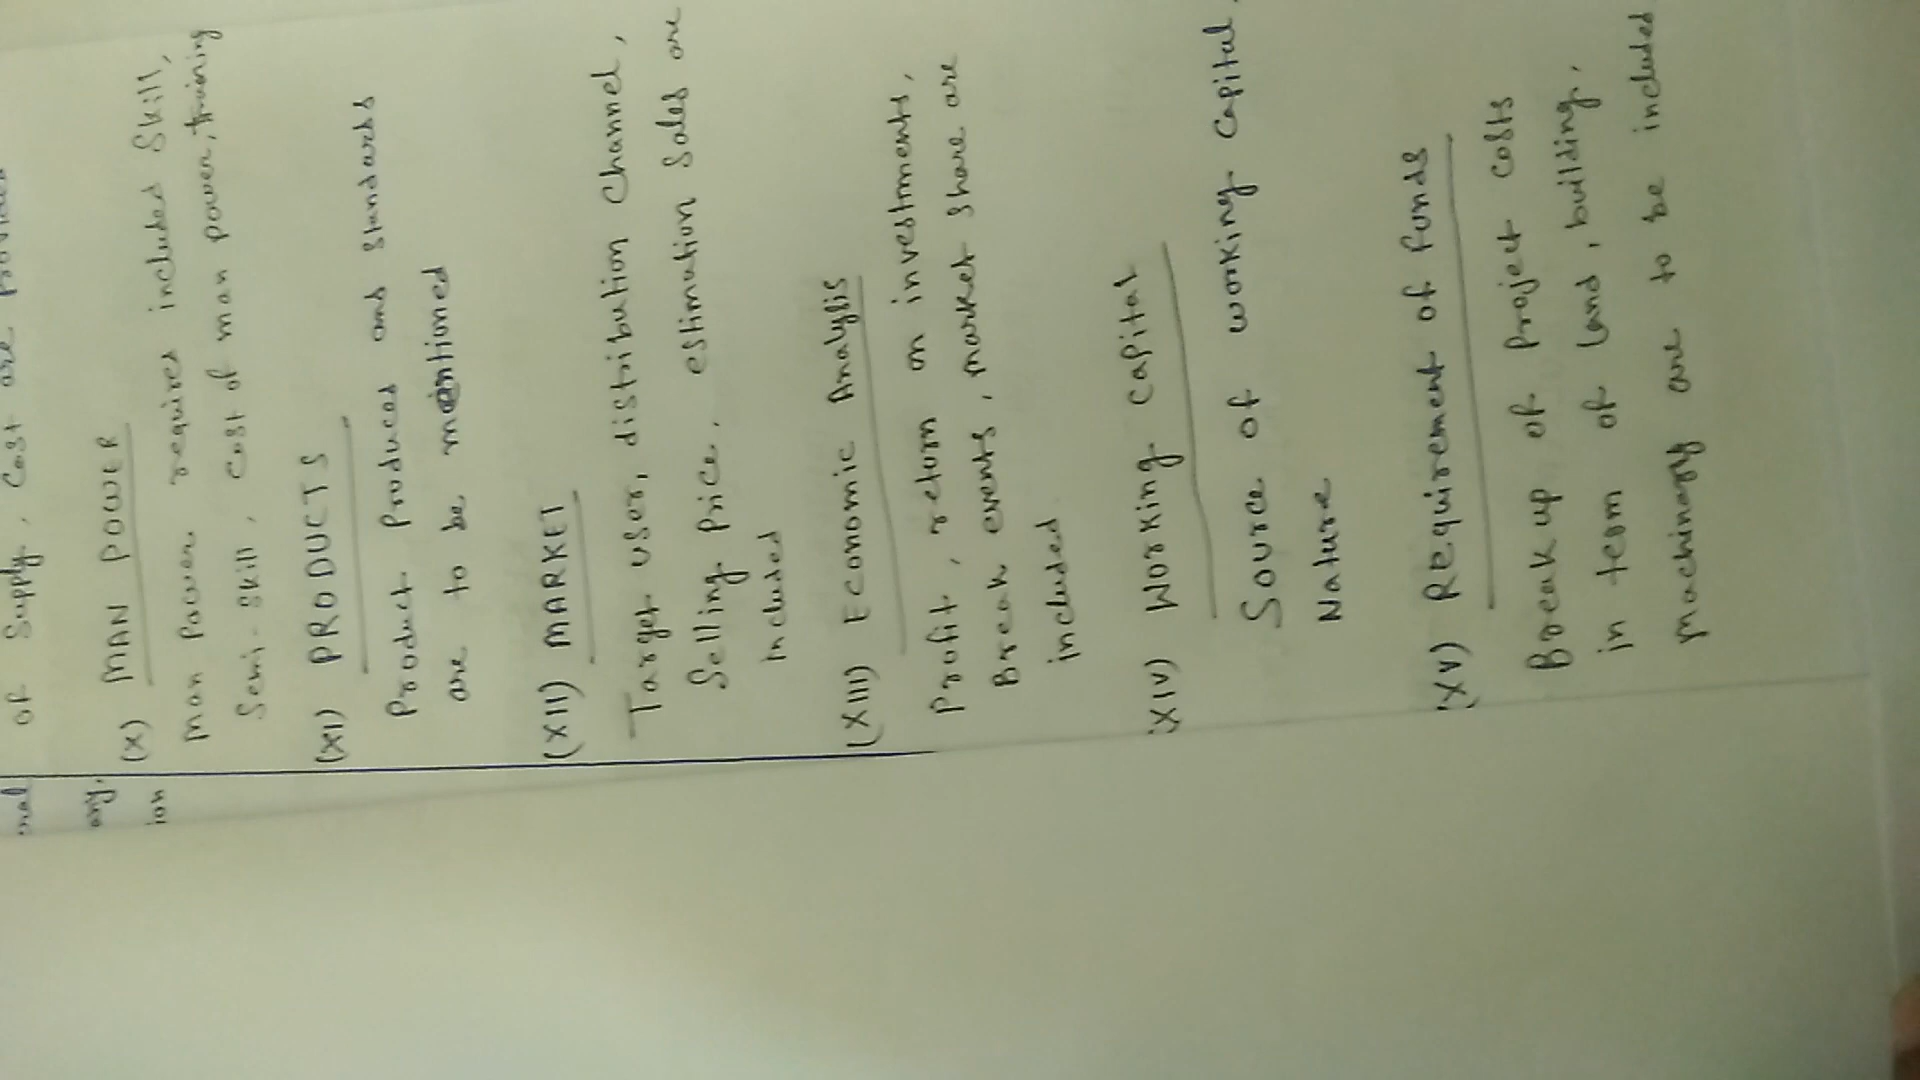 of Supply, Cost are
(X) MAN POWER
Man Power required included Skill,
Semi-Skill, Cost of man power, training
(XI) PRODUCTS
Product Produced and Standards
are to be mentioned
(XII) MARKET
Target user, distribution Channel,
Selling Price, estimation Sales are
included
(XIII) Economic Analysis
Profit, return on investments,
Break events, market share are
included
(XIV) Working Capital
Source of working Capital,
Nature
(XV) Requirement of funds
Break up of Project Costs
in term of land, building,
Machinary are to be included
any.
ion